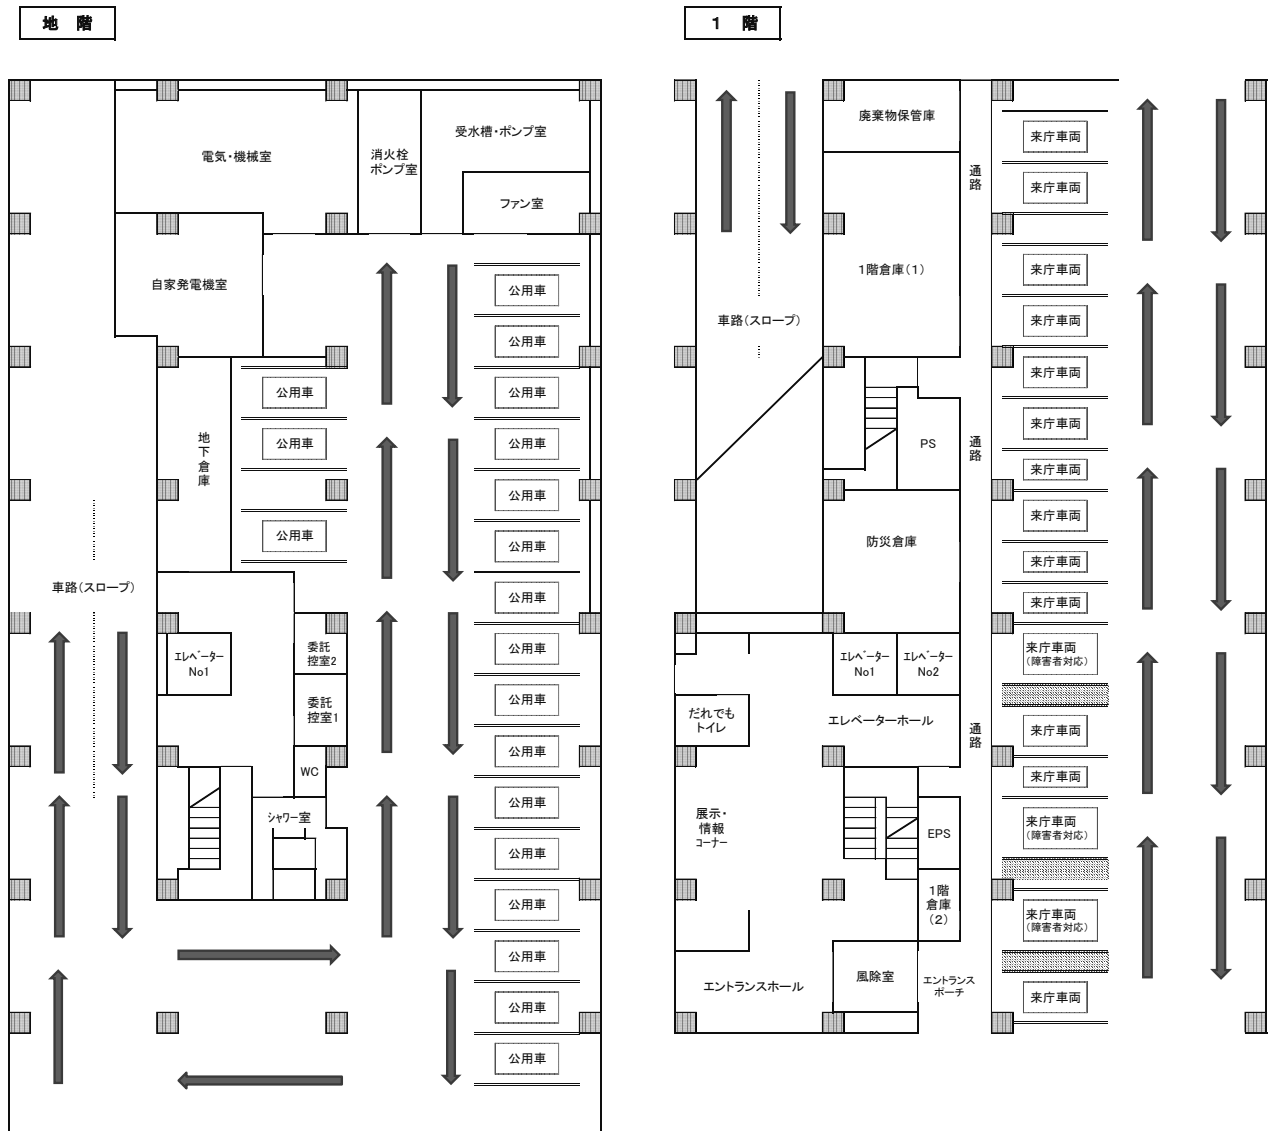 地 階
電気・機械室
消火栓
ポンプ室
受水槽・ポンプ室
ファン室
自家発電機室
公用車
公用車
公用車
公用車
公用車
公用車
地下倉庫
公用車
公用車
公用車
公用車
車路(スロープ)
公用車
エレベーター
No1
委託
控室2
公用車
公用車
委託
控室1
公用車
公用車
WC
公用車
シャワー室
公用車
公用車
公用車
公用車
公用車
公用車
1 階
廃棄物保管庫
通路
来庁車両
来庁車両
1階倉庫(1)
来庁車両
車路(スロープ)
来庁車両
来庁車両
来庁車両
PS
通路
来庁車両
来庁車両
防災倉庫
来庁車両
来庁車両
エレベーター
No1
エレベーター
No2
来庁車両
(障害者対応)
だれでも
トイレ
エレベーターホール
通路
来庁車両
来庁車両
展示・
情報
コーナー
来庁車両
(障害者対応)
EPS
1階
倉庫
(2)
来庁車両
(障害者対応)
エントランスホール
風除室
エントランス
ポーチ
来庁車両